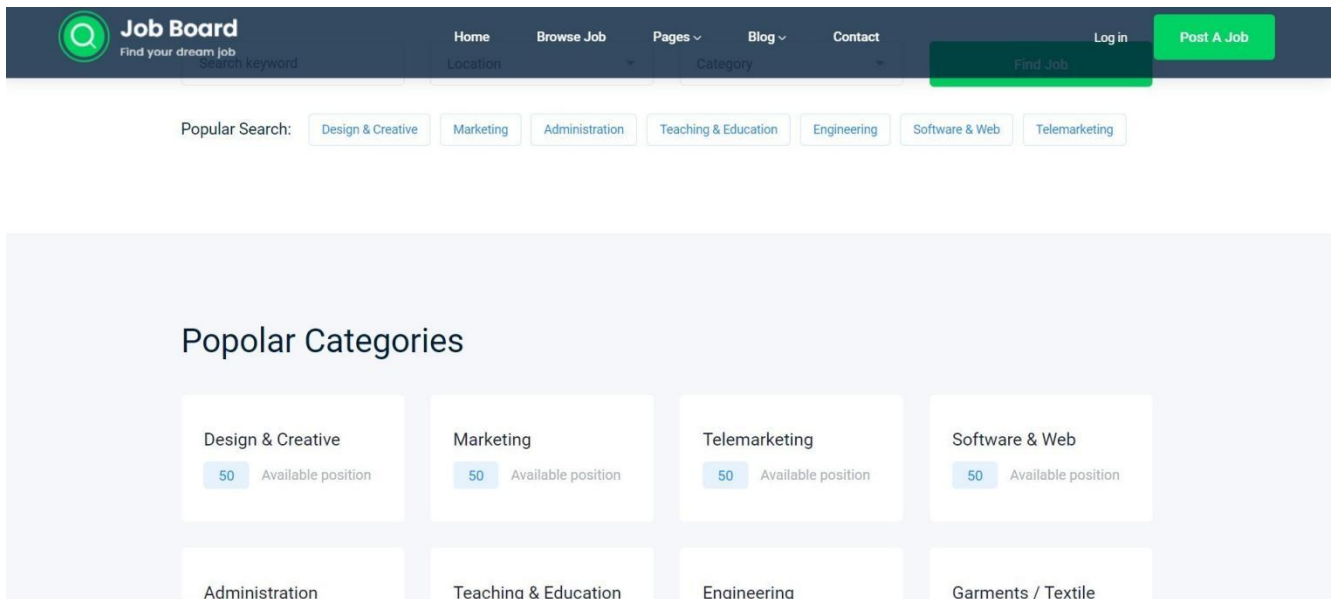 Job Board
Find your dream job
Home Browse Job Pages Blog Contact Log in Post A Job
Search keyword Location Category Find Job
Popular Search: Design & Creative Marketing Administration Teaching & Education Engineering Software & Web Telemarketing
Popolar Categories
Design & Creative Marketing Telemarketing Software & Web
50 Available position 50 Available position 50 Available position 50 Available position
Administration Teaching & Education Engineering Garments / Textile